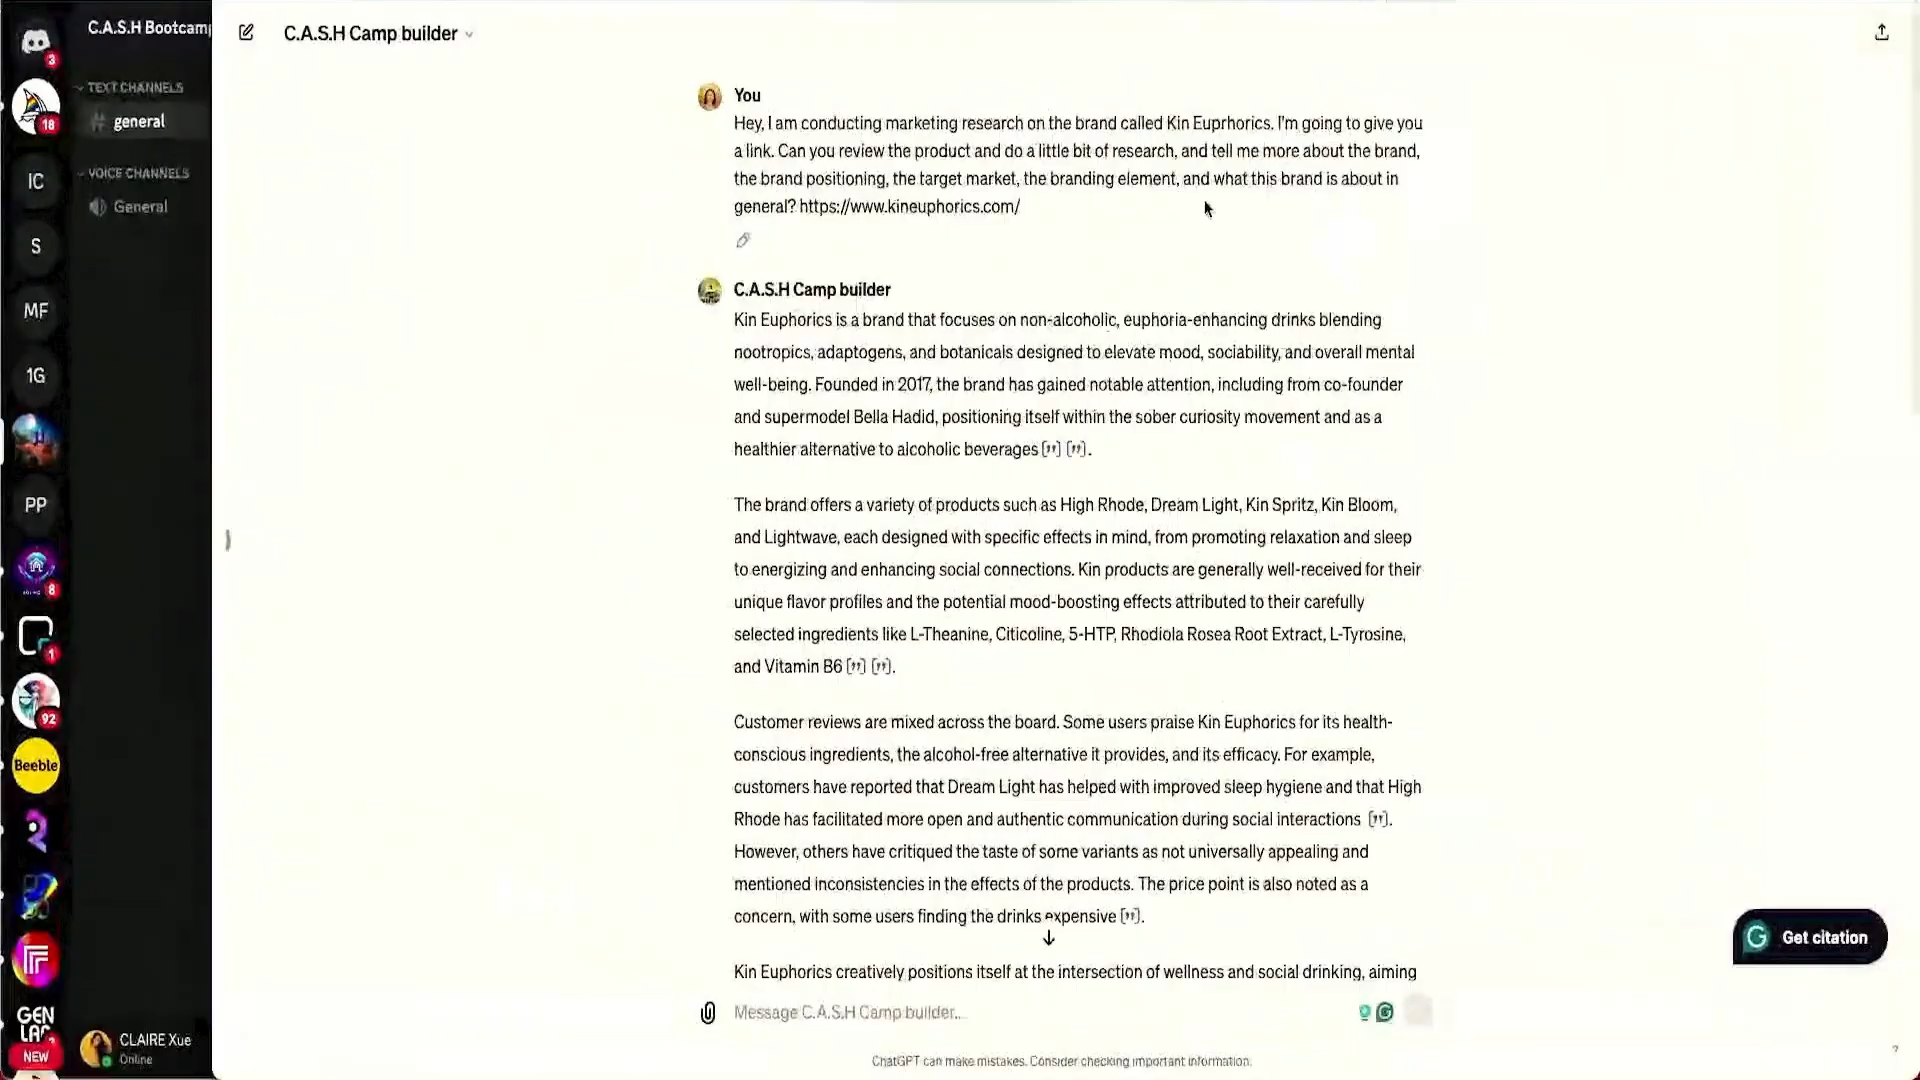 C.A.S.H Bootcamp
TEXT CHANNELS
# general
VOICE CHANNELS
General
3
18
IC
S
MF
1G
PP
8
1
92
Beeble
GEN
NEW
CLAIRE Xue
Online
C.A.S.H Camp builder
You
Hey, I am conducting marketing research on the brand called Kin Euprhorics. I'm going to give you
a link. Can you review the product and do a little bit of research, and tell me more about the brand,
the brand positioning, the target market, the branding element, and what this brand is about in
general? https://www.kineuphorics.com/
C.A.S.H Camp builder
Kin Euphorics is a brand that focuses on non-alcoholic, euphoria-enhancing drinks blending
nootropics, adaptogens, and botanicals designed to elevate mood, sociability, and overall mental
well-being. Founded in 2017, the brand has gained notable attention, including from co-founder
and supermodel Bella Hadid, positioning itself within the sober curiosity movement and as a
healthier alternative to alcoholic beverages ["] ["].
The brand offers a variety of products such as High Rhode, Dream Light, Kin Spritz, Kin Bloom,
and Lightwave, each designed with specific effects in mind, from promoting relaxation and sleep
to energizing and enhancing social connections. Kin products are generally well-received for their
unique flavor profiles and the potential mood-boosting effects attributed to their carefully
selected ingredients like L-Theanine, Citicoline, 5-HTP, Rhodiola Rosea Root Extract, L-Tyrosine,
and Vitamin B6 ["] ["].
Customer reviews are mixed across the board. Some users praise Kin Euphorics for its health-
conscious ingredients, the alcohol-free alternative it provides, and its efficacy. For example,
customers have reported that Dream Light has helped with improved sleep hygiene and that High
Rhode has facilitated more open and authentic communication during social interactions ["].
However, others have critiqued the taste of some variants as not universally appealing and
mentioned inconsistencies in the effects of the products. The price point is also noted as a
concern, with some users finding the drinks expensive ["].
Kin Euphorics creatively positions itself at the intersection of wellness and social drinking, aiming
Message C.A.S.H Camp builder...
ChatGPT can make mistakes. Consider checking important information.
Get citation
?